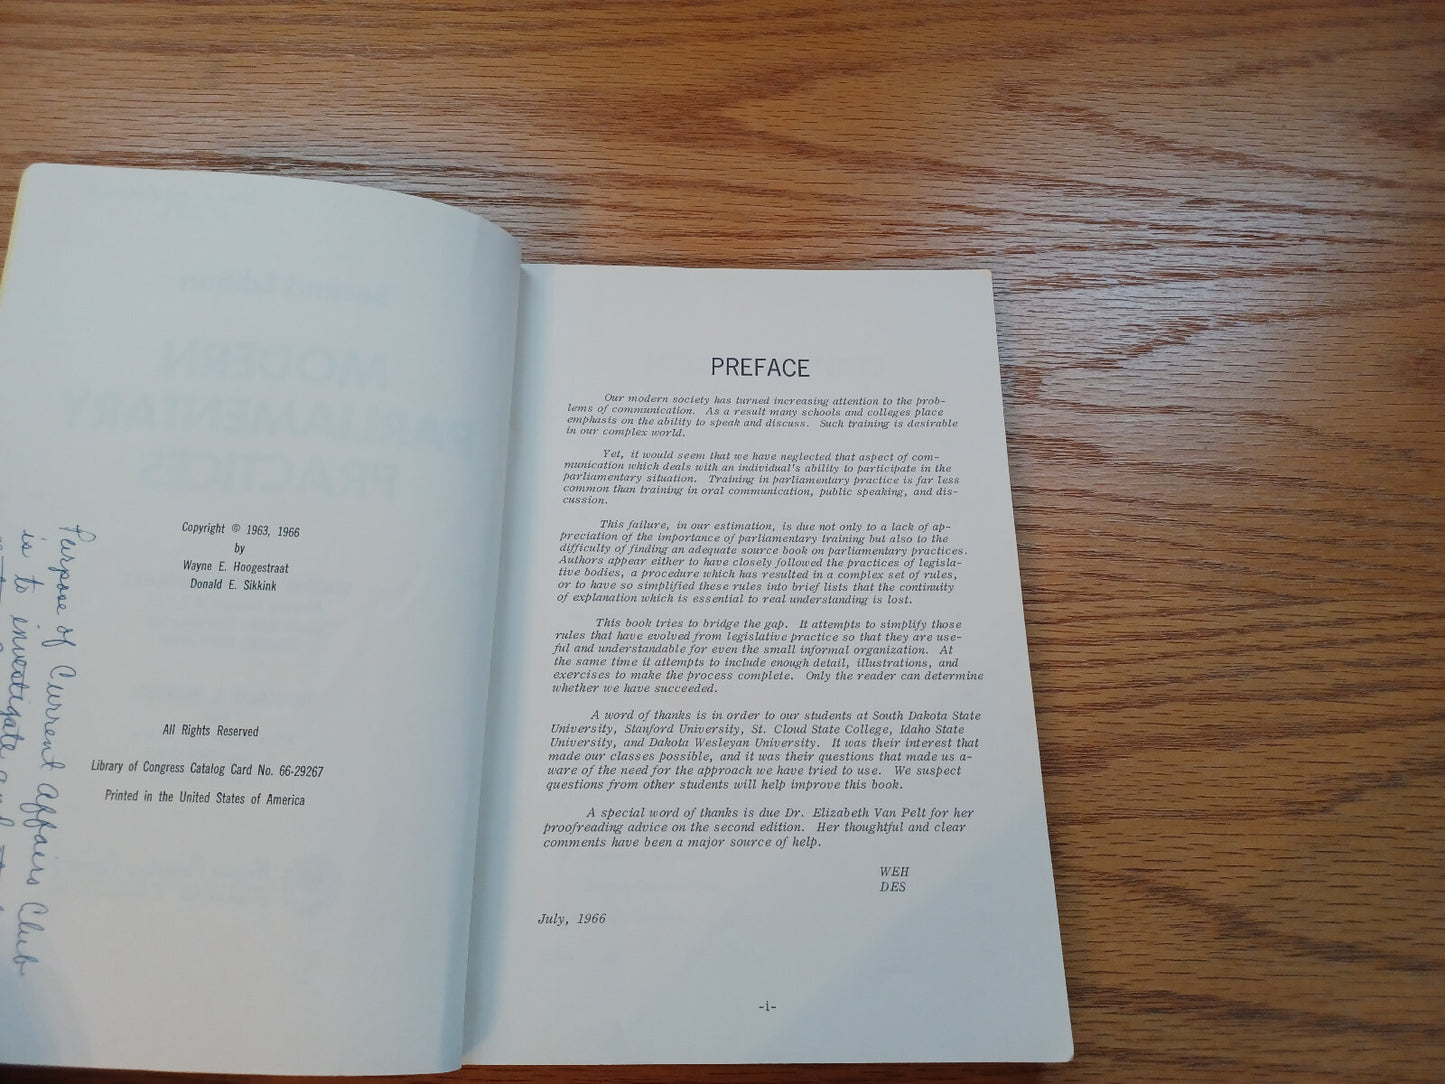 Copyright © 1963, 1966
by
Wayne E. Hoogestraat
Donald E. Sikkink
All Rights Reserved
Library of Congress Catalog Card No. 66-29267
Printed in the United States of America
Purpose of Current Affairs Club
is to investigate and
PREFACE
Our modern society has turned increasing attention to the prob-
lems of communication. As a result many schools and colleges place
emphasis on the ability to speak and discuss. Such training is desirable
in our complex world.
Yet, it would seem that we have neglected that aspect of com-
munication which deals with an individual's ability to participate in the
parliamentary situation. Training in parliamentary practice is far less
common than training in oral communication, public speaking, and dis-
cussion.
This failure, in our estimation, is due not only to a lack of ap-
preciation of the importance of parliamentary training but also to the
difficulty of finding an adequate source book on parliamentary practices.
Authors appear either to have closely followed the practices of legisla-
tive bodies, a procedure which has resulted in a complex set of rules,
or to have so simplified these rules into brief lists that the continuity
of explanation which is essential to real understanding is lost.
This book tries to bridge the gap. It attempts to simplify those
rules that have evolved from legislative practice so that they are use-
ful and understandable for even the small informal organization. At
the same time it attempts to include enough detail, illustrations, and
exercises to make the process complete. Only the reader can determine
whether we have succeeded.
A word of thanks is in order to our students at South Dakota State
University, Stanford University, St. Cloud State College, Idaho State
University, and Dakota Wesleyan University. It was their interest that
made our classes possible, and it was their questions that made us a-
ware of the need for the approach we have tried to use. We suspect
questions from other students will help improve this book.
A special word of thanks is due Dr. Elizabeth Van Pelt for her
proofreading advice on the second edition. Her thoughtful and clear
comments have been a major source of help.
WEH
DES
July, 1966
-i-